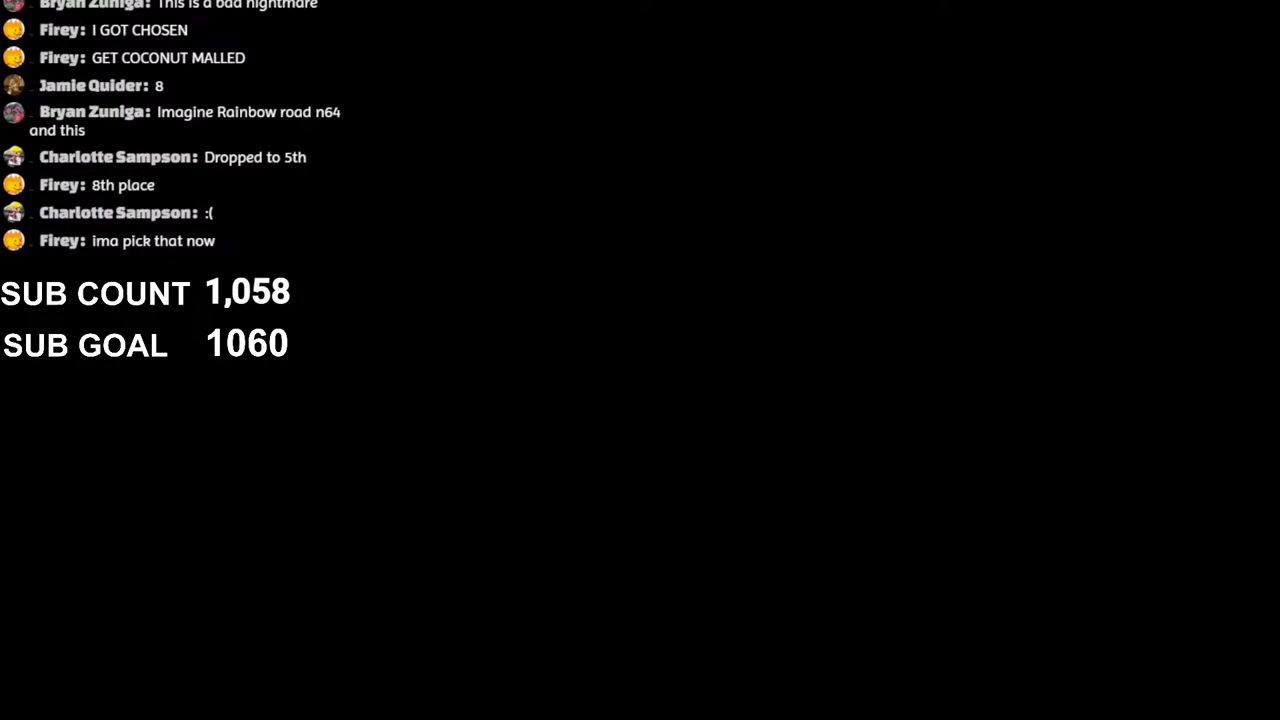 Bryan Zuniga: This is a bad nightmare
Firey: I GOT CHOSEN
Firey: GET COCONUT MALLED
Jamie Quider: 8
Bryan Zuniga: Imagine Rainbow road n64
and this
Charlotte Sampson: Dropped to 5th
Firey: 8th place
Charlotte Sampson: :(
Firey: ima pick that now
SUB COUNT 1,058
SUB GOAL 1060